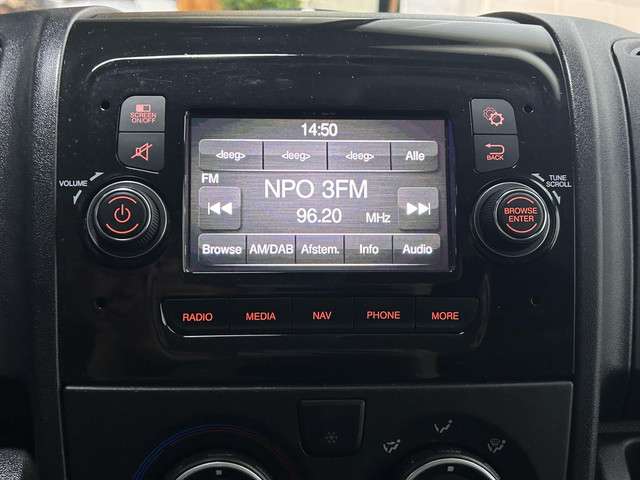 SCREEN
ON/OFF
14:50
<leeg> <leeg> <leeg> Alle
BACK
VOLUME
FM
NPO 3FM
96.20 MHz
TUNE
SCROLL
BROWSE
ENTER
Browse AM/DAB Afstem. Info Audio
RADIO MEDIA NAV PHONE MORE